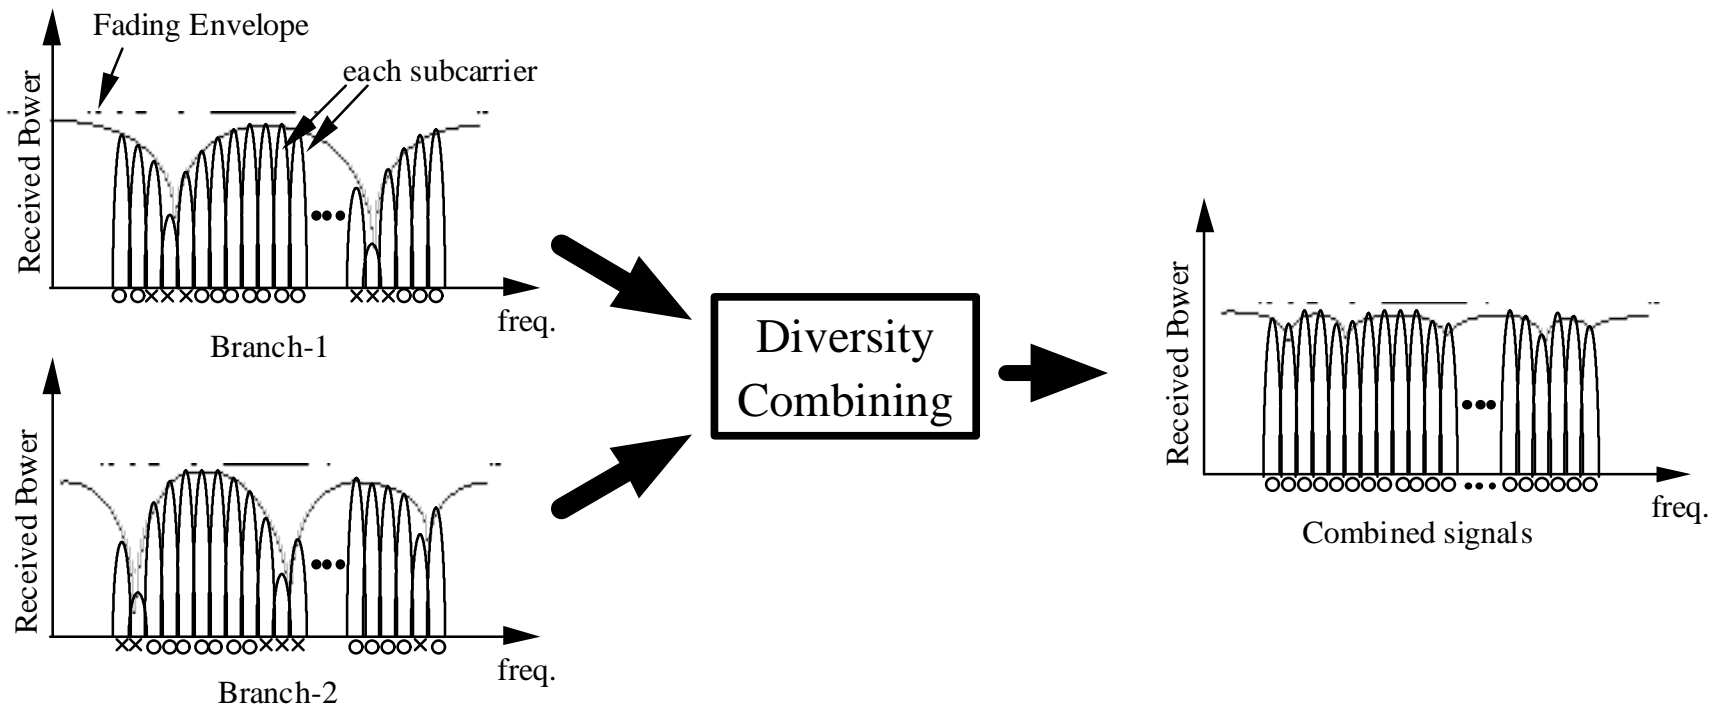 Fading Envelope
each subcarrier
Received Power
freq.
Branch-1
Received Power
freq.
Branch-2
Diversity
Combining
Received Power
freq.
Combined signals